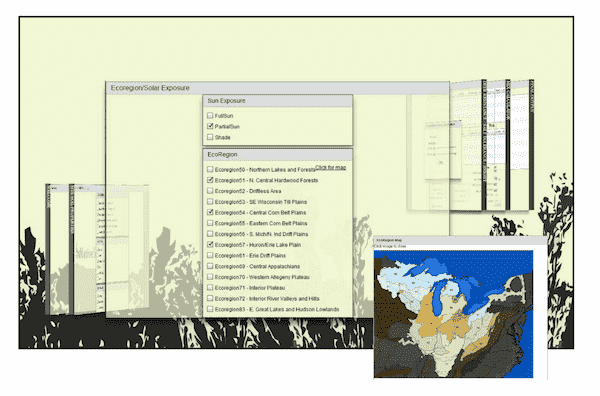 Ecoregion/Solar Exposure
Sun Exposure
FullSun
PartialSun
Shade
EcoRegion
Click for map
Ecoregion50 - Northern Lakes and Forests
Ecoregion51 - N. Central Hardwood Forests
Ecoregion52 - Driftless Area
Ecoregion53 - SE Wisconsin Till Plains
Ecoregion54 - Central Corn Belt Plains
Ecoregion55 - Eastern Corn Belt Plains
Ecoregion56 - S. Mich/N. Ind Drift Plains
Ecoregion57 - Huron/Erie Lake Plain
Ecoregion61 - Erie Drift Plains
Ecoregion69 - Central Appalachians
Ecoregion70 - Western Allegeny Plateau
Ecoregion71 - Interior Plateau
Ecoregion72 - Interior River Valleys and Hills
Ecoregion83 - E. Great Lakes and Hudson Lowlands
EcoRegion Map
Click image to close